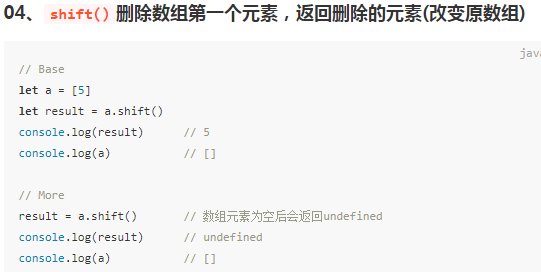 04、shift() 删除数组第一个元素，返回删除的元素(改变原数组)
java
// Base
let a = [5]
let result = a.shift()
console.log(result)      // 5
console.log(a)           // []
// More
result = a.shift()       // 数组元素为空后会返回undefined
console.log(result)      // undefined
console.log(a)           // []